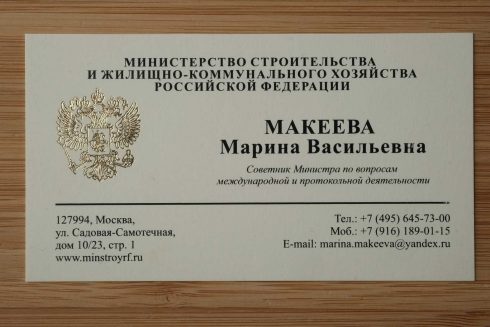 МИНИСТЕРСТВО СТРОИТЕЛЬСТВА
И ЖИЛИЩНО-КОММУНАЛЬНОГО ХОЗЯЙСТВА
РОССИЙСКОЙ ФЕДЕРАЦИИ
МАКЕЕВА
Марина Васильевна
Советник Министра по вопросам
международной и протокольной деятельности
127994, Москва,
ул. Садовая-Самотечная,
дом 10/23, стр. 1
www.minstroyrf.com
Тел.: +7 (495) 645-73-00
Моб.: +7 (916) 189-01-15
E-mail: marina.makeeva@yandex.ru